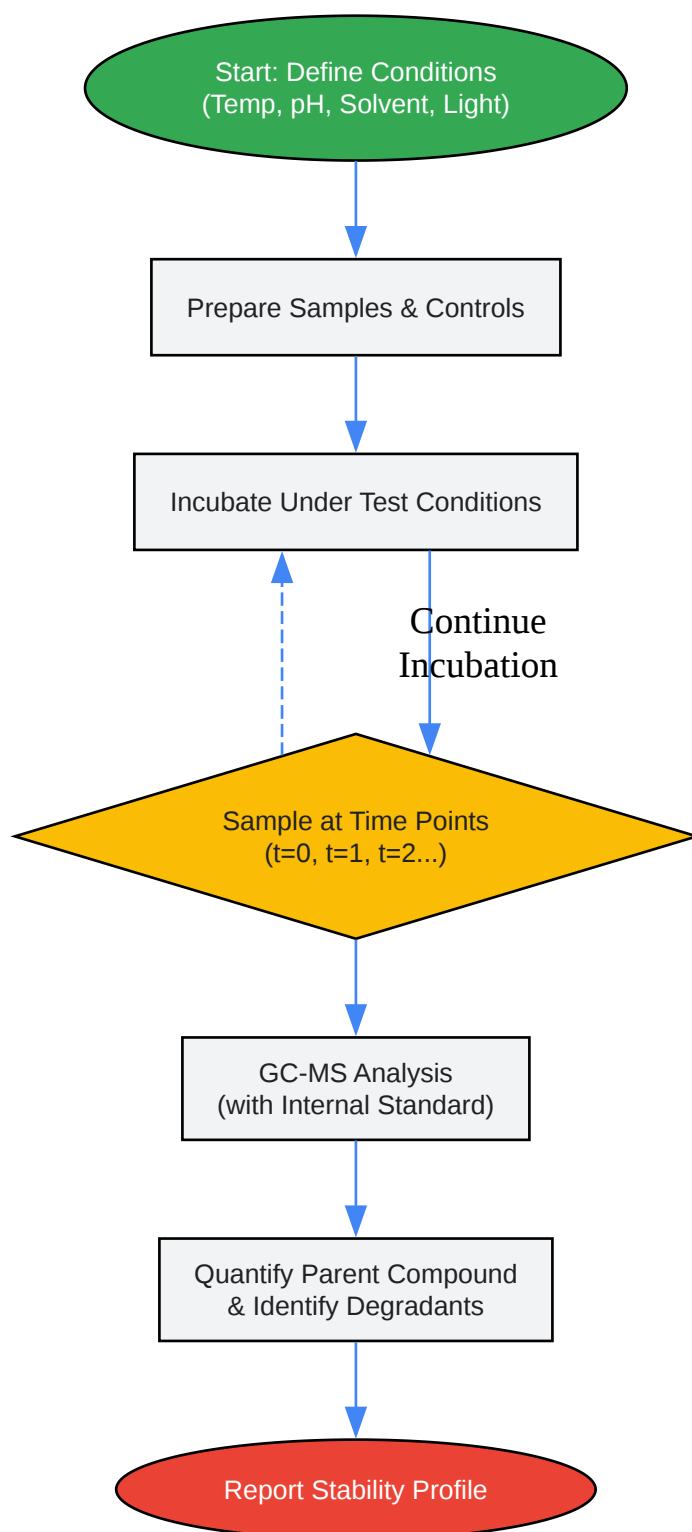 Start: Define Conditions
(Temp, pH, Solvent, Light)
Prepare Samples & Controls
Incubate Under Test Conditions
Continue
Incubation
Sample at Time Points
(t=0, t=1, t=2...)
GC-MS Analysis
(with Internal Standard)
Quantify Parent Compound
& Identify Degradants
Report Stability Profile